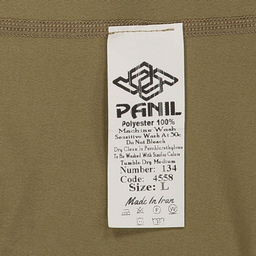 PANIL
Polyester 100%
Machine Wash
Sensitive Wash At 30c
Do Not Bleach
Dry Clean In Perchlorethylene
To Be Washed With Similar Colors
Tumble Dry Medium
Number: 134
Code: 4558
Size: L
Made In Iran